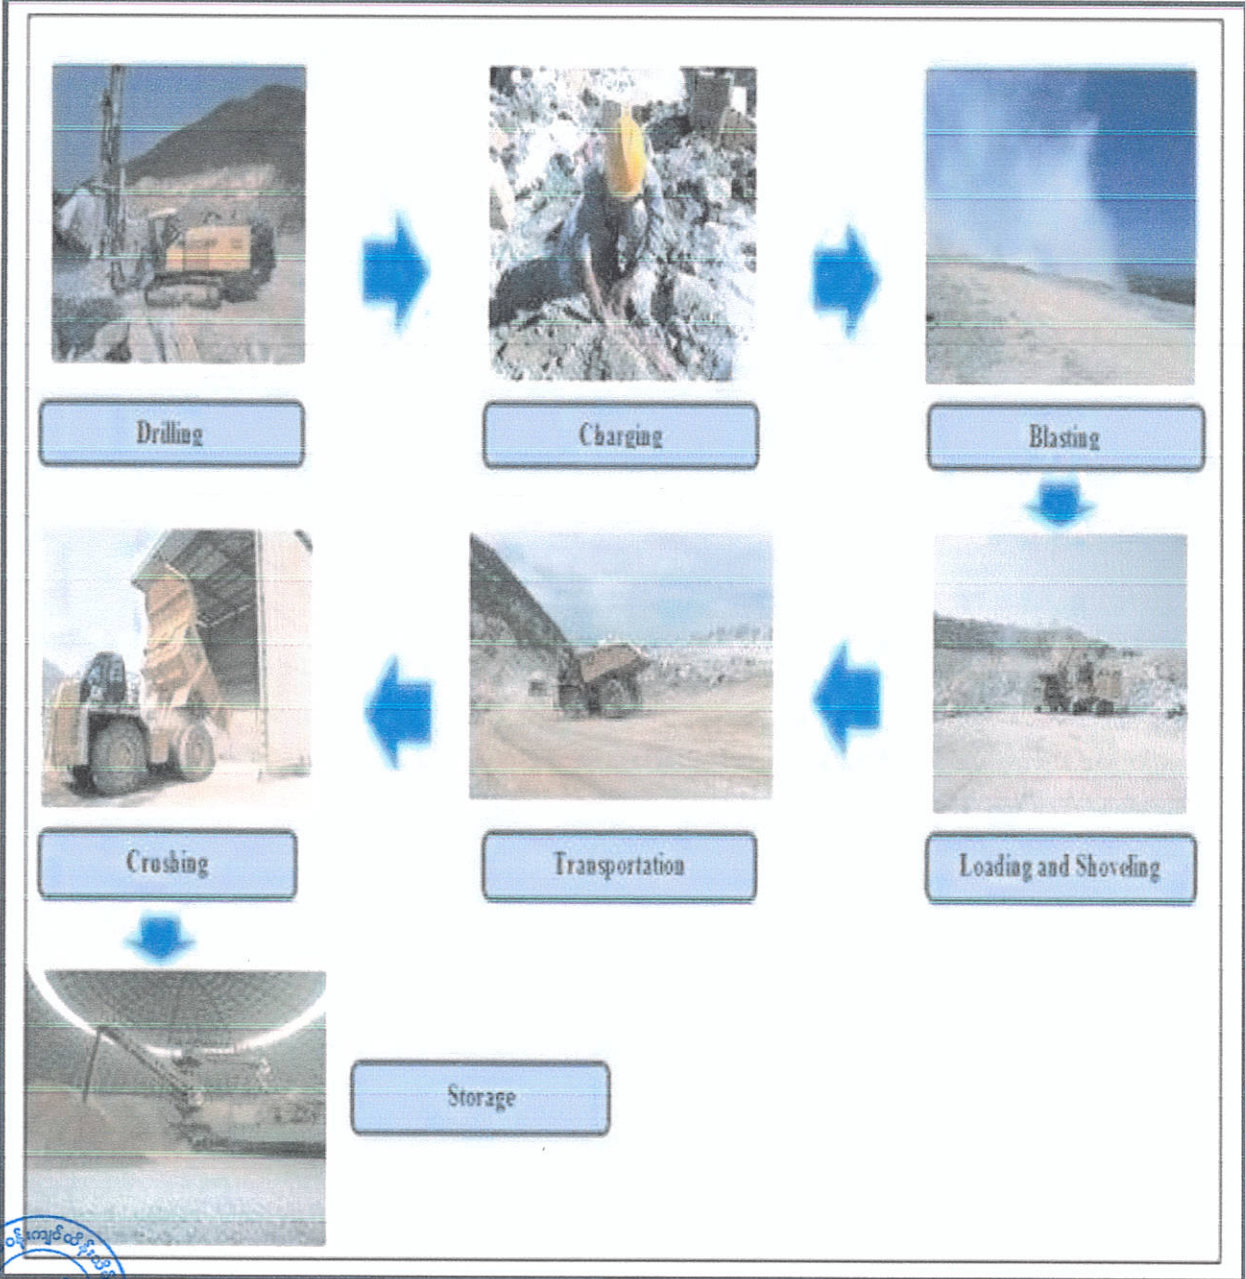 Drilling
Charging
Blasting
Crushing
Transportation
Loading and Shoveling
Storage